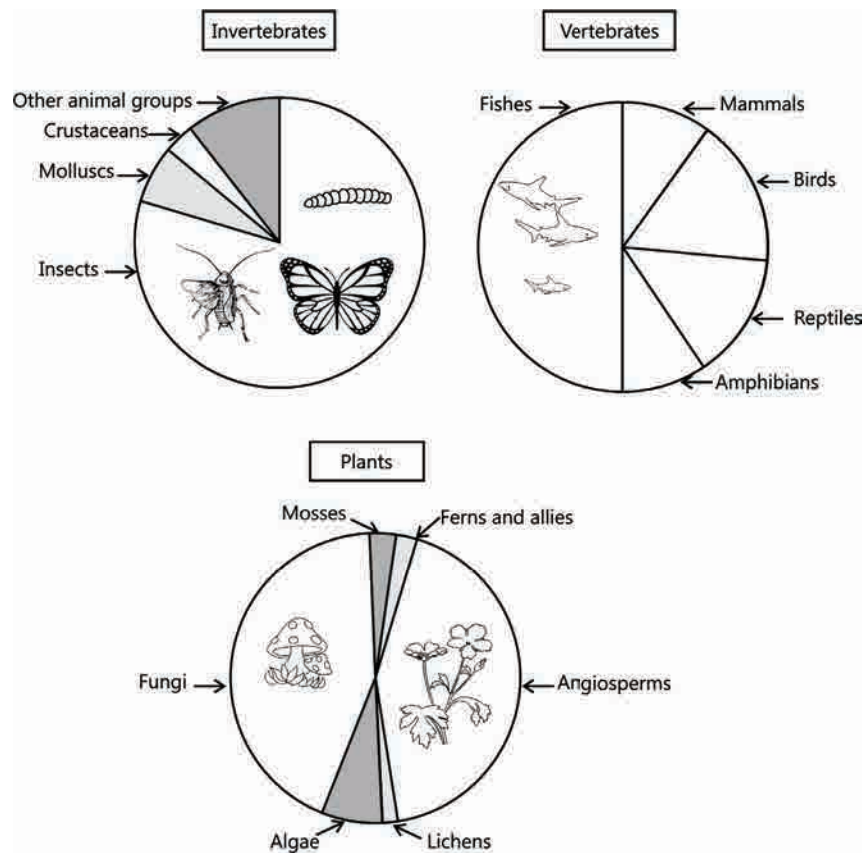 Invertebrates
Vertebrates
Other animal groups
Crustaceans
Molluscs
Insects
Fishes
Mammals
Birds
Reptiles
Amphibians
Plants
Mosses
Ferns and allies
Fungi
Angiosperms
Algae
Lichens